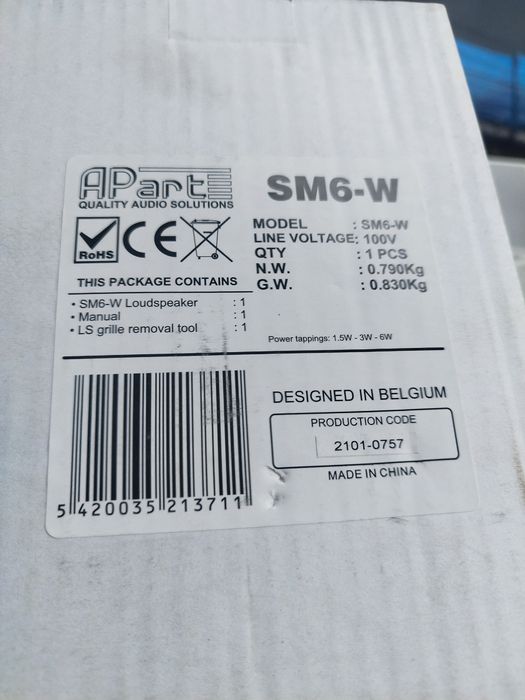 APart
QUALITY AUDIO SOLUTIONS
SM6-W
RoHS
CE
MODEL : SM6-W
LINE VOLTAGE: 100V
QTY : 1 PCS
N.W. : 0.790Kg
G.W. : 0.830Kg
THIS PACKAGE CONTAINS
• SM6-W Loudspeaker : 1
• Manual : 1
• LS grille removal tool : 1
Power tappings: 1.5W - 3W - 6W
DESIGNED IN BELGIUM
PRODUCTION CODE
2101-0757
MADE IN CHINA
5 420035 213711